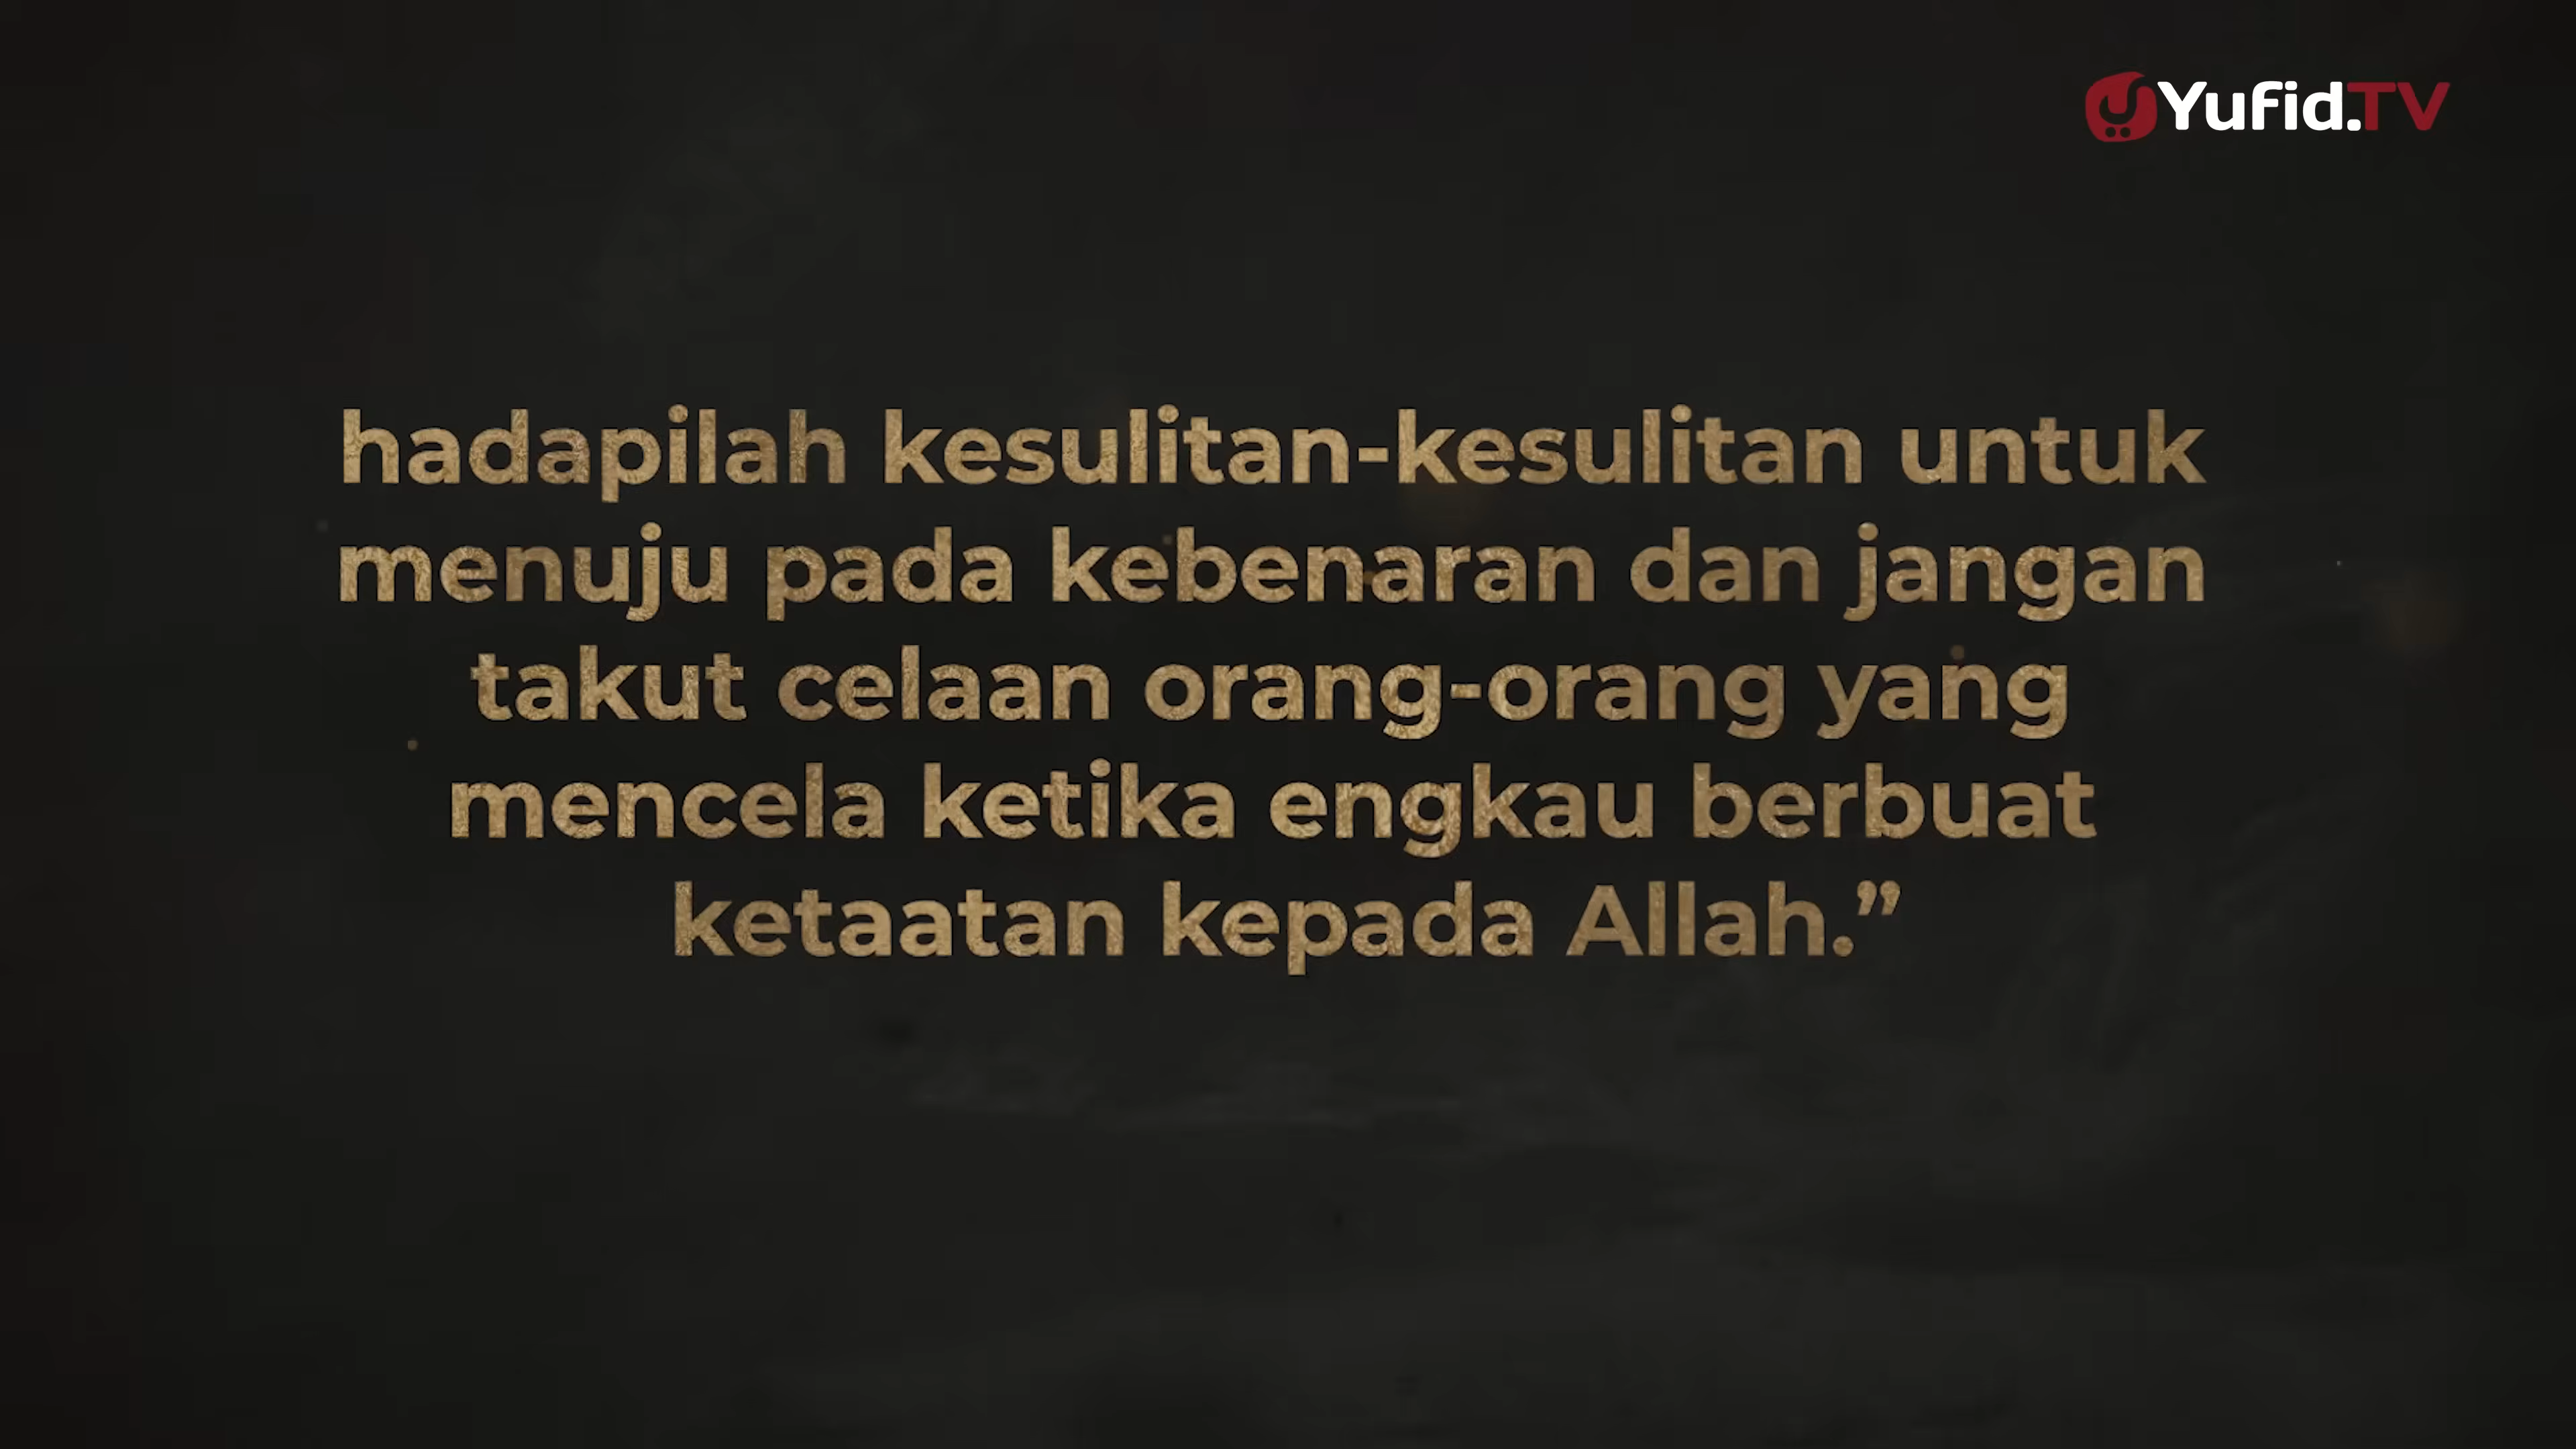 Yufid.TV
hadapilah kesulitan-kesulitan untuk
menuju pada kebenaran dan jangan
takut celaan orang-orang yang
mencela ketika engkau berbuat
ketaatan kepada Allah.”